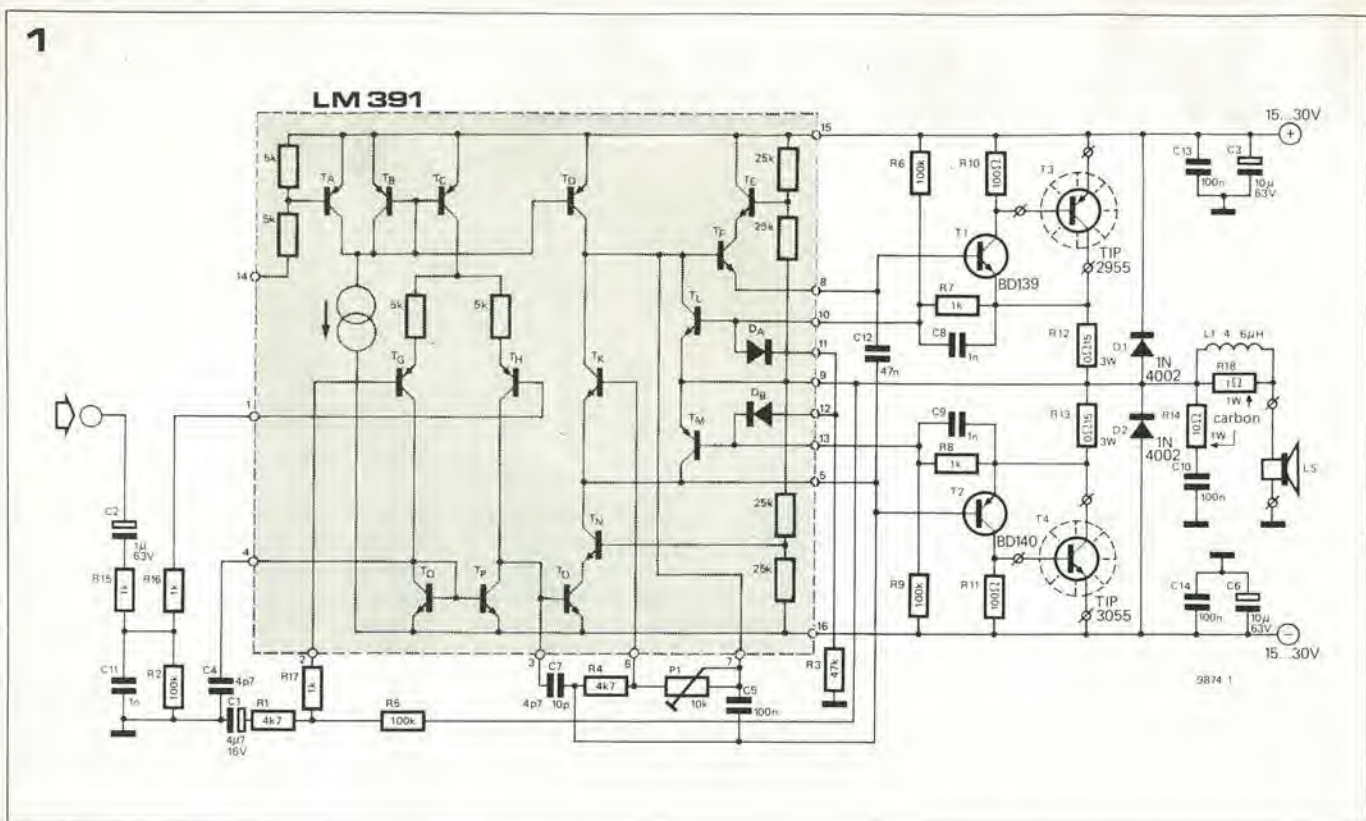 1
LM 391
15...30V
+
15
5k
TA
TB
TC
TD
TE
25k
5k
25k
TF
14
5k
5k
TG
TH
TK
TL
DA
DB
TM
TN
25k
25k
TO
TP
TO
8
10
11
9
12
13
5
16
1
4
2
3
6
7
C2
1µ
63V
R15
1k
R16
1k
C11
1n
R2
100k
C4
4p7
C1
4µ7
16V
R1
4k7
R17
1k
R5
100k
C7
4p7
10p
R4
4k7
P1
10k
C5
100n
R3
47k
R6
100k
R10
100Ω
T3
TIP
2955
T1
BD139
R7
1k
C8
1n
C12
47n
R12
0Ω15
3W
R13
0Ω15
3W
C9
1n
R8
1k
T2
BD140
R9
100k
R11
100Ω
T4
TIP
3055
D1
1N
4002
D2
1N
4002
C13
100n
C3
10µ
63V
L1 4...6µH
R18
1Ω
1W
carbon
R14
10Ω
1W
C10
100n
LS
C14
100n
C6
10µ
63V
−
15...30V
9874 1